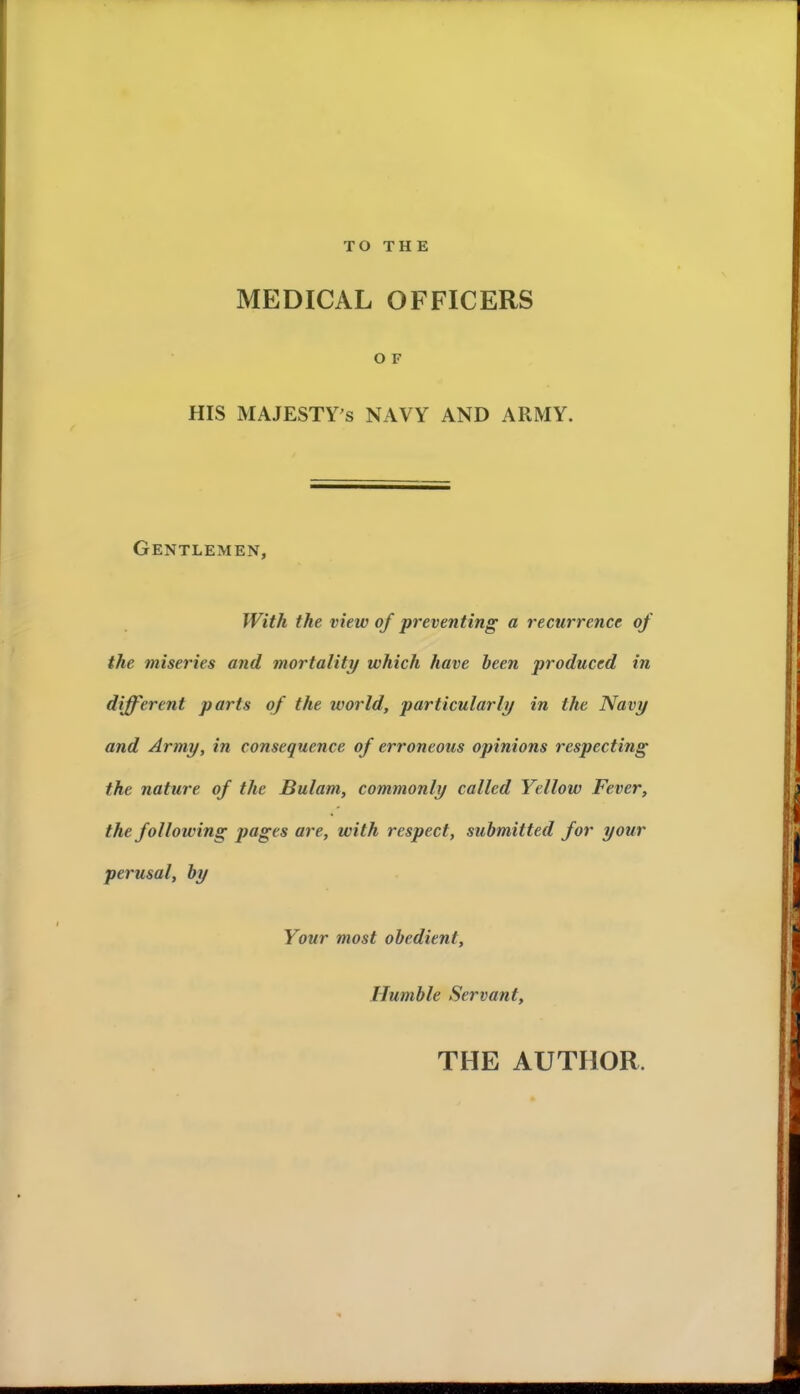 TO THE
MEDICAL OFFICERS
OF
HIS MAJESTY's NAVY AND ARMY.
GENTLEMEN,
With the view of preventing a recurrence of
the miseries and mortality which have been produced in
different parts of the world, particularly in the Navy
and Army, in consequence of erroneous opinions respecting
the nature of the Bulam, commonly called Yellow Fever,
the following pages are, with respect, submitted for your
perusal, by
Your most obedient,
Humble Servant,
THE AUTHOR.